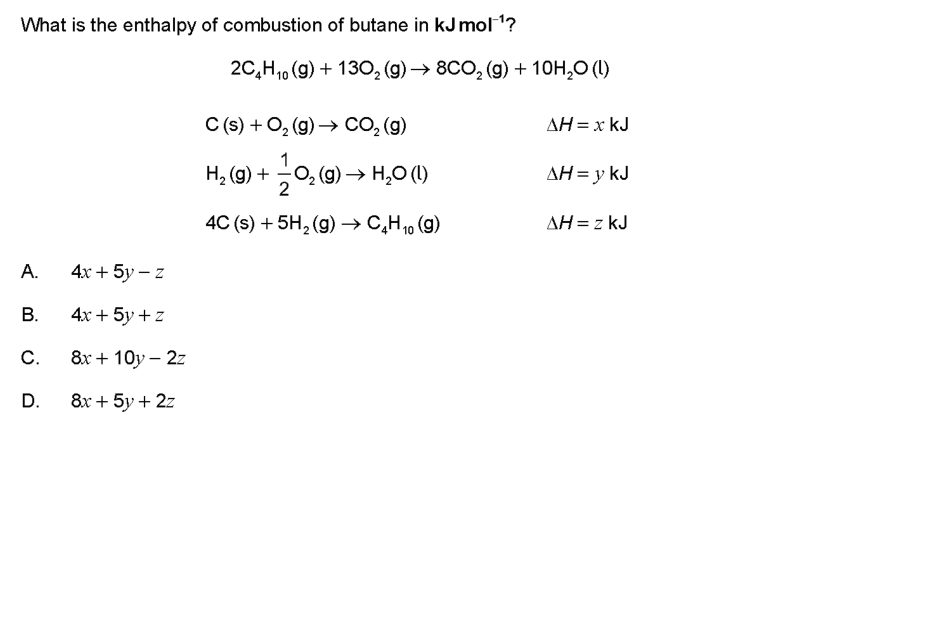 What is the enthalpy of combustion of butane in kJ mol⁻¹?
2C₄H₁₀ (g) + 13O₂ (g) → 8CO₂ (g) + 10H₂O (l)
C (s) + O₂ (g) → CO₂ (g) ΔH = x kJ
H₂ (g) + 1/2 O₂ (g) → H₂O (l) ΔH = y kJ
4C (s) + 5H₂ (g) → C₄H₁₀ (g) ΔH = z kJ
A. 4x + 5y – z
B. 4x + 5y + z
C. 8x + 10y – 2z
D. 8x + 5y + 2z